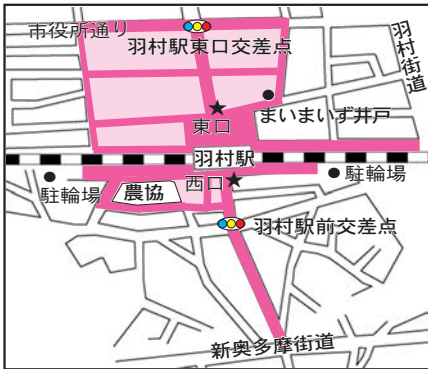 市役所通り
羽村駅東口交差点
羽村街道
まいまいず井戸
東口
羽村駅
西口
駐輪場
駐輪場
農協
羽村駅前交差点
新奥多摩街道